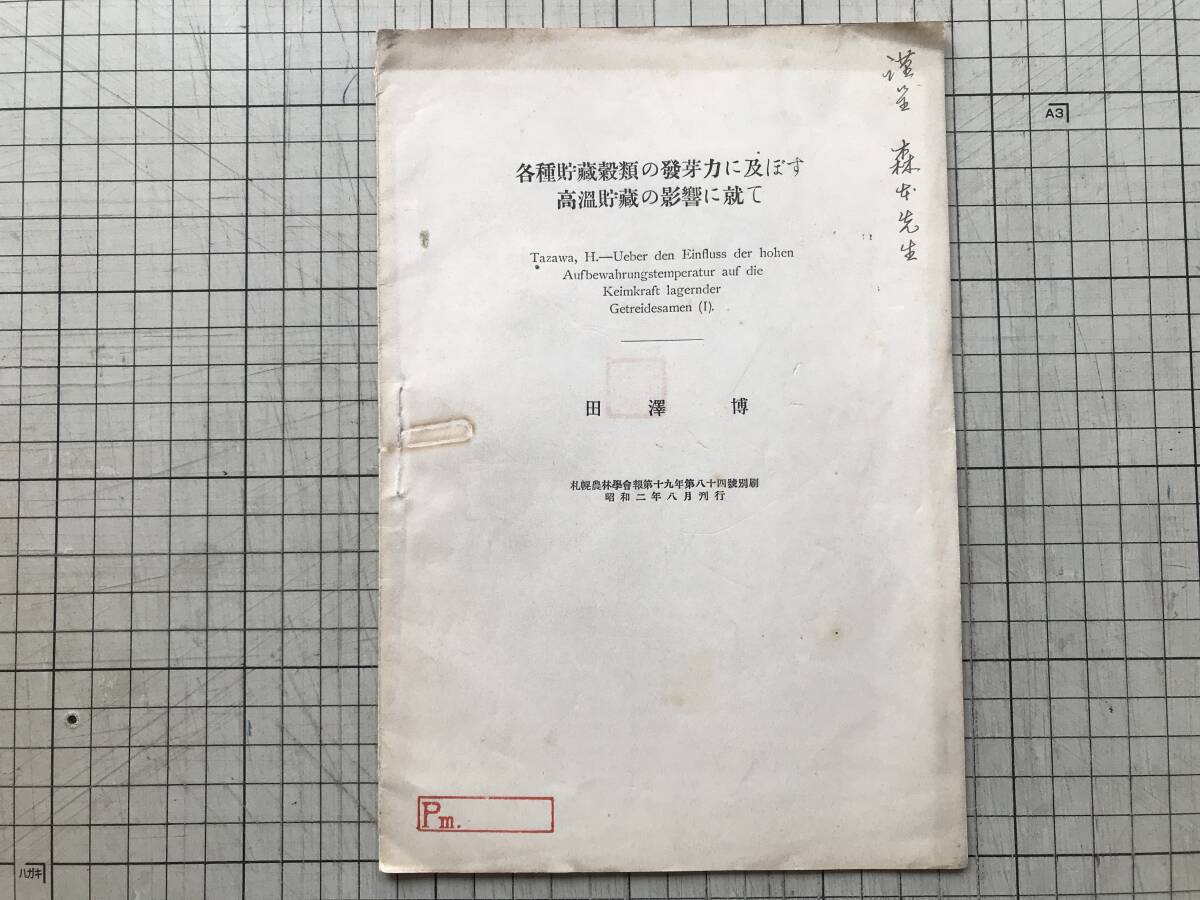 謹呈 森本先生
各種貯藏穀類の發芽力に及ぼす
高溫貯藏の影響に就て
Tazawa, H.—Ueber den Einfluss der hohen
Aufbewahrungstemperatur auf die
Keimkraft lagernder
Getreidesamen (I).
田澤博
札幌農林學會報第十九年第八十四號別刷
昭和二年八月刊行
Pm.
A3
ハガキ